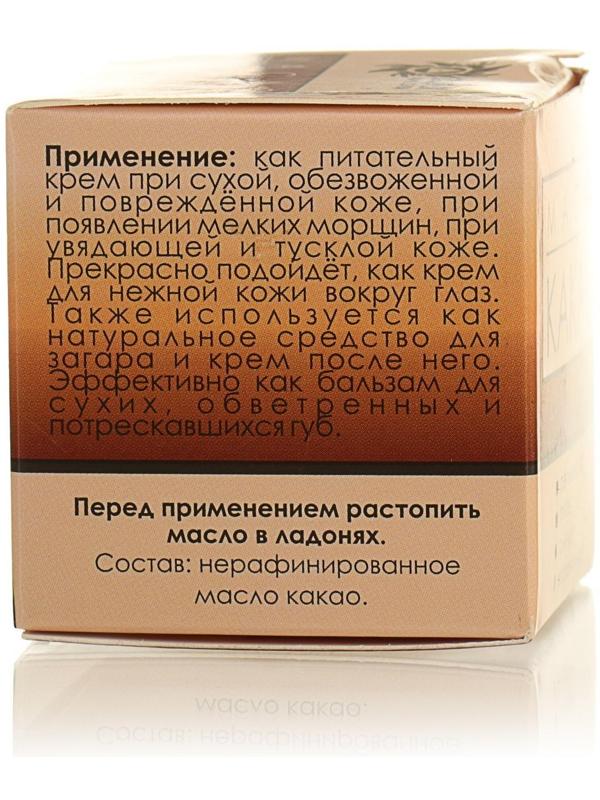 Применение: как питательный
крем при сухой, обезвоженной
и повреждённой коже, при
появлении мелких морщин, при
увядающей и тусклой коже.
Прекрасно подойдёт, как крем
для нежной кожи вокруг глаз.
Также используется как
натуральное средство для
загара и крем после него.
Эффективно как бальзам для
сухих, обветренных и
потрескавшихся губ.
Перед применением растопить
масло в ладонях.
Состав: нерафинированное
масло какао.